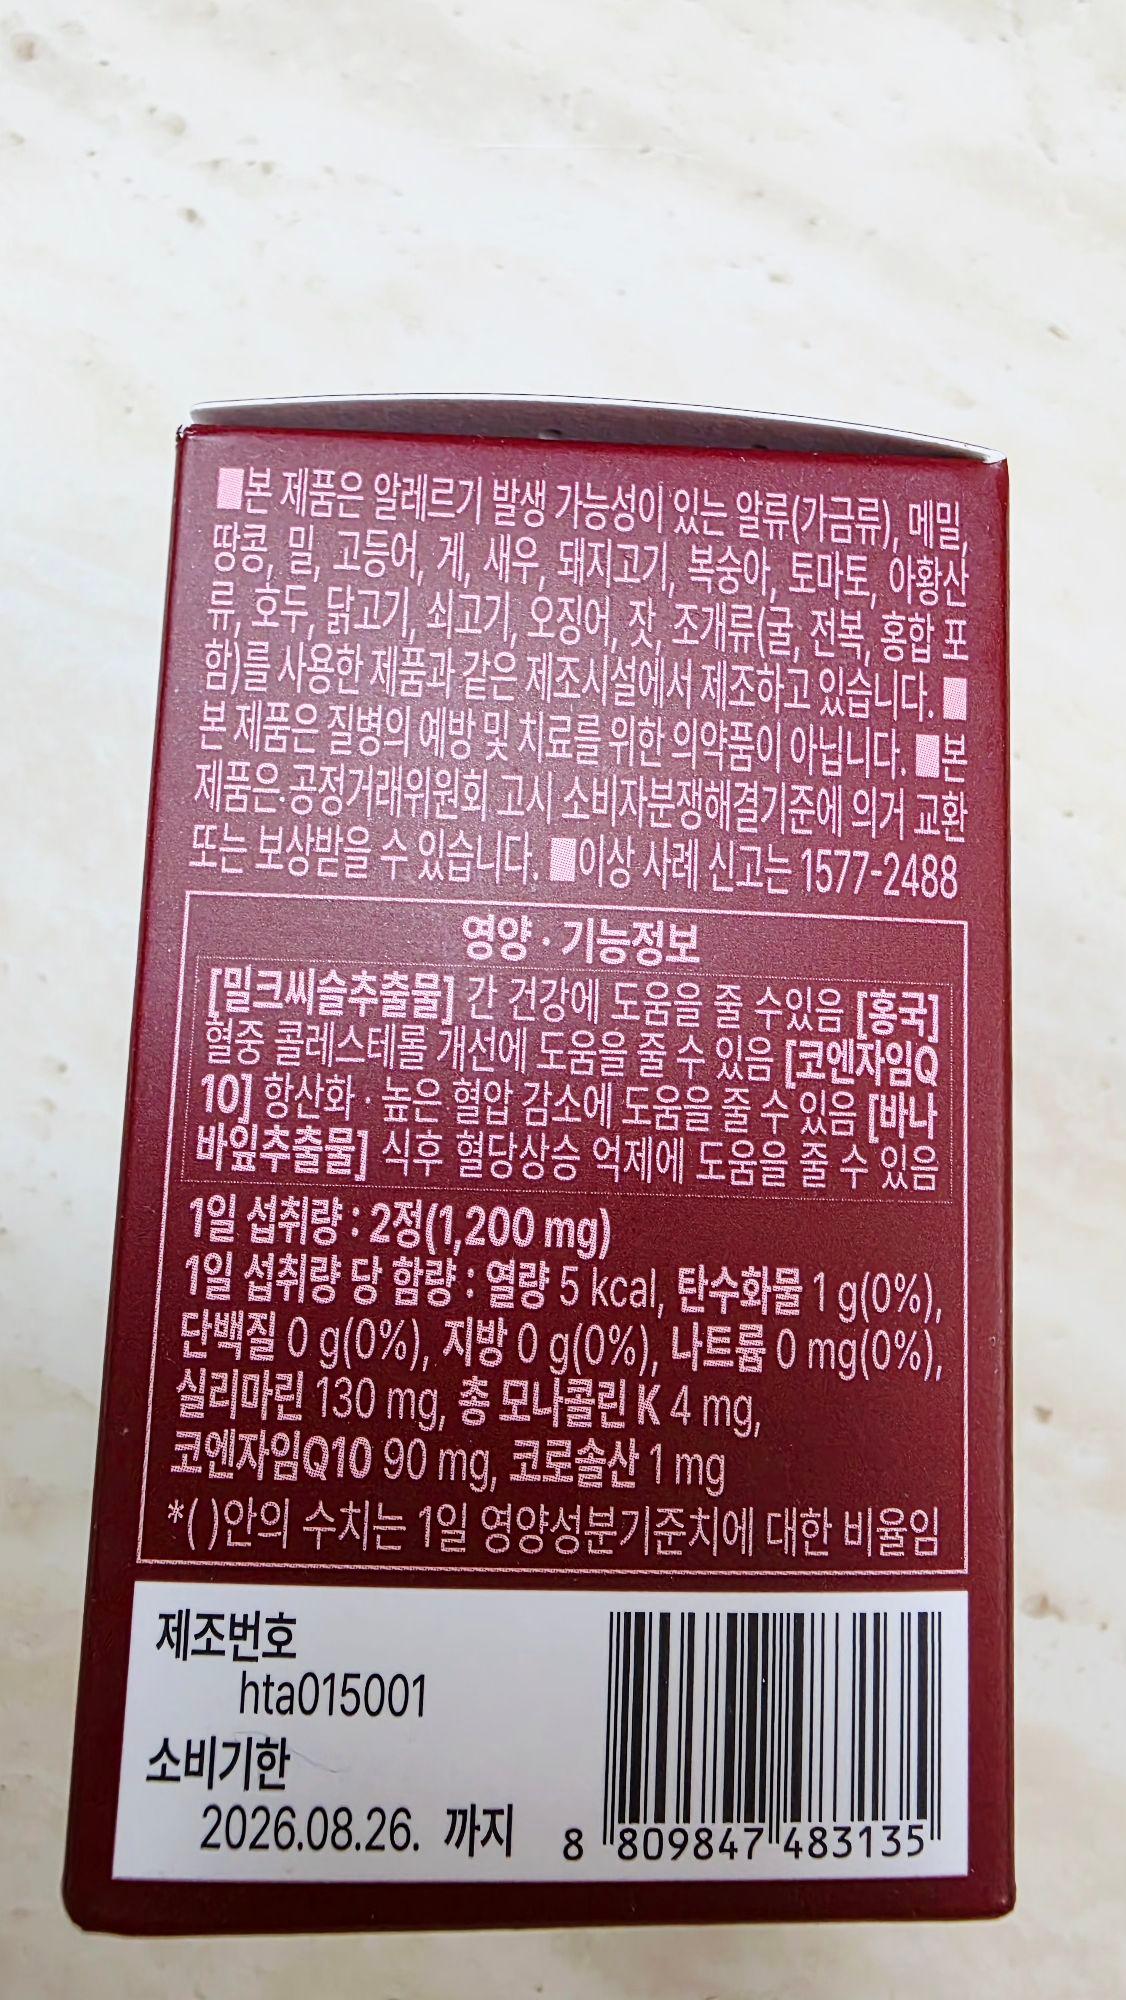 ■본 제품은 알레르기 발생 가능성이 있는 알류(가금류), 메밀,
땅콩, 밀, 고등어, 게, 새우, 돼지고기, 복숭아, 토마토, 아황산
류, 호두, 닭고기, 쇠고기, 오징어, 잣, 조개류(굴, 전복, 홍합 포
함)를 사용한 제품과 같은 제조시설에서 제조하고 있습니다. ■
본 제품은 질병의 예방 및 치료를 위한 의약품이 아닙니다. ■본
제품은 공정거래위원회 고시 소비자분쟁해결기준에 의거 교환
또는 보상받을 수 있습니다. ■이상 사례 신고는 1577-2488
영양·기능정보
[밀크씨슬추출물] 간 건강에 도움을 줄 수있음 [홍국]
혈중 콜레스테롤 개선에 도움을 줄 수 있음 [코엔자임Q
10] 항산화·높은 혈압 감소에 도움을 줄 수 있음 [바나
바잎추출물] 식후 혈당상승 억제에 도움을 줄 수 있음
1일 섭취량 : 2정(1,200 mg)
1일 섭취량 당 함량 : 열량 5 kcal, 탄수화물 1 g(0%),
단백질 0 g(0%), 지방 0 g(0%), 나트륨 0 mg(0%),
실리마린 130 mg, 총 모나콜린 K 4 mg,
코엔자임Q10 90 mg, 코로솔산 1 mg
*( )안의 수치는 1일 영양성분기준치에 대한 비율임
제조번호
hta015001
소비기한
2026.08.26. 까지
8 809847 483135